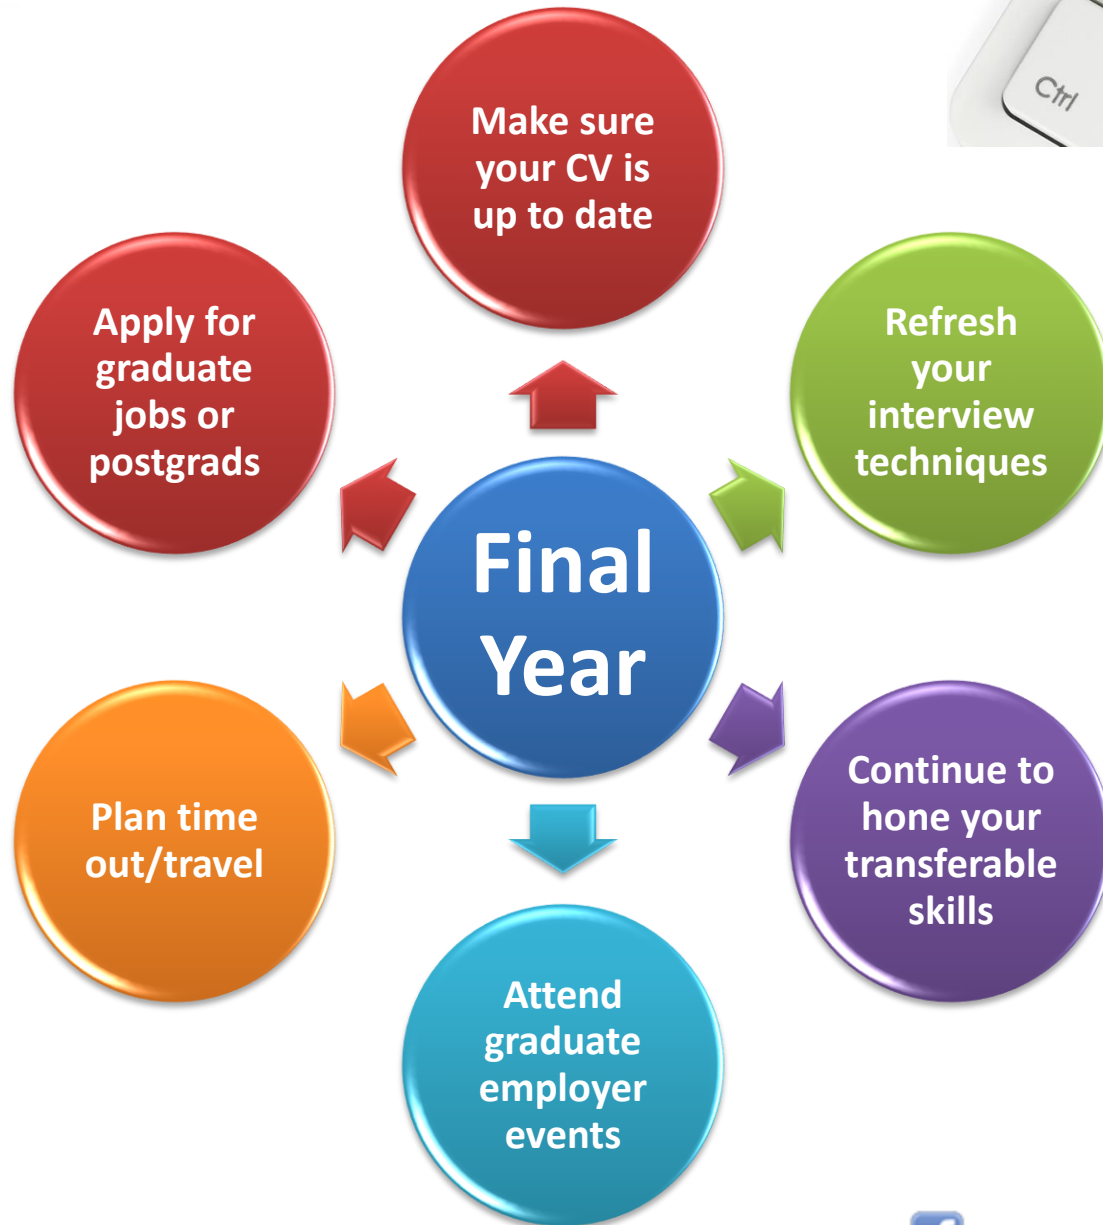 Ctrl
Make sure
your CV is
up to date
Refresh
your
interview
techniques
Continue to
hone your
transferable
skills
Attend
graduate
employer
events
Plan time
out/travel
Apply for
graduate
jobs or
postgrads
Final
Year